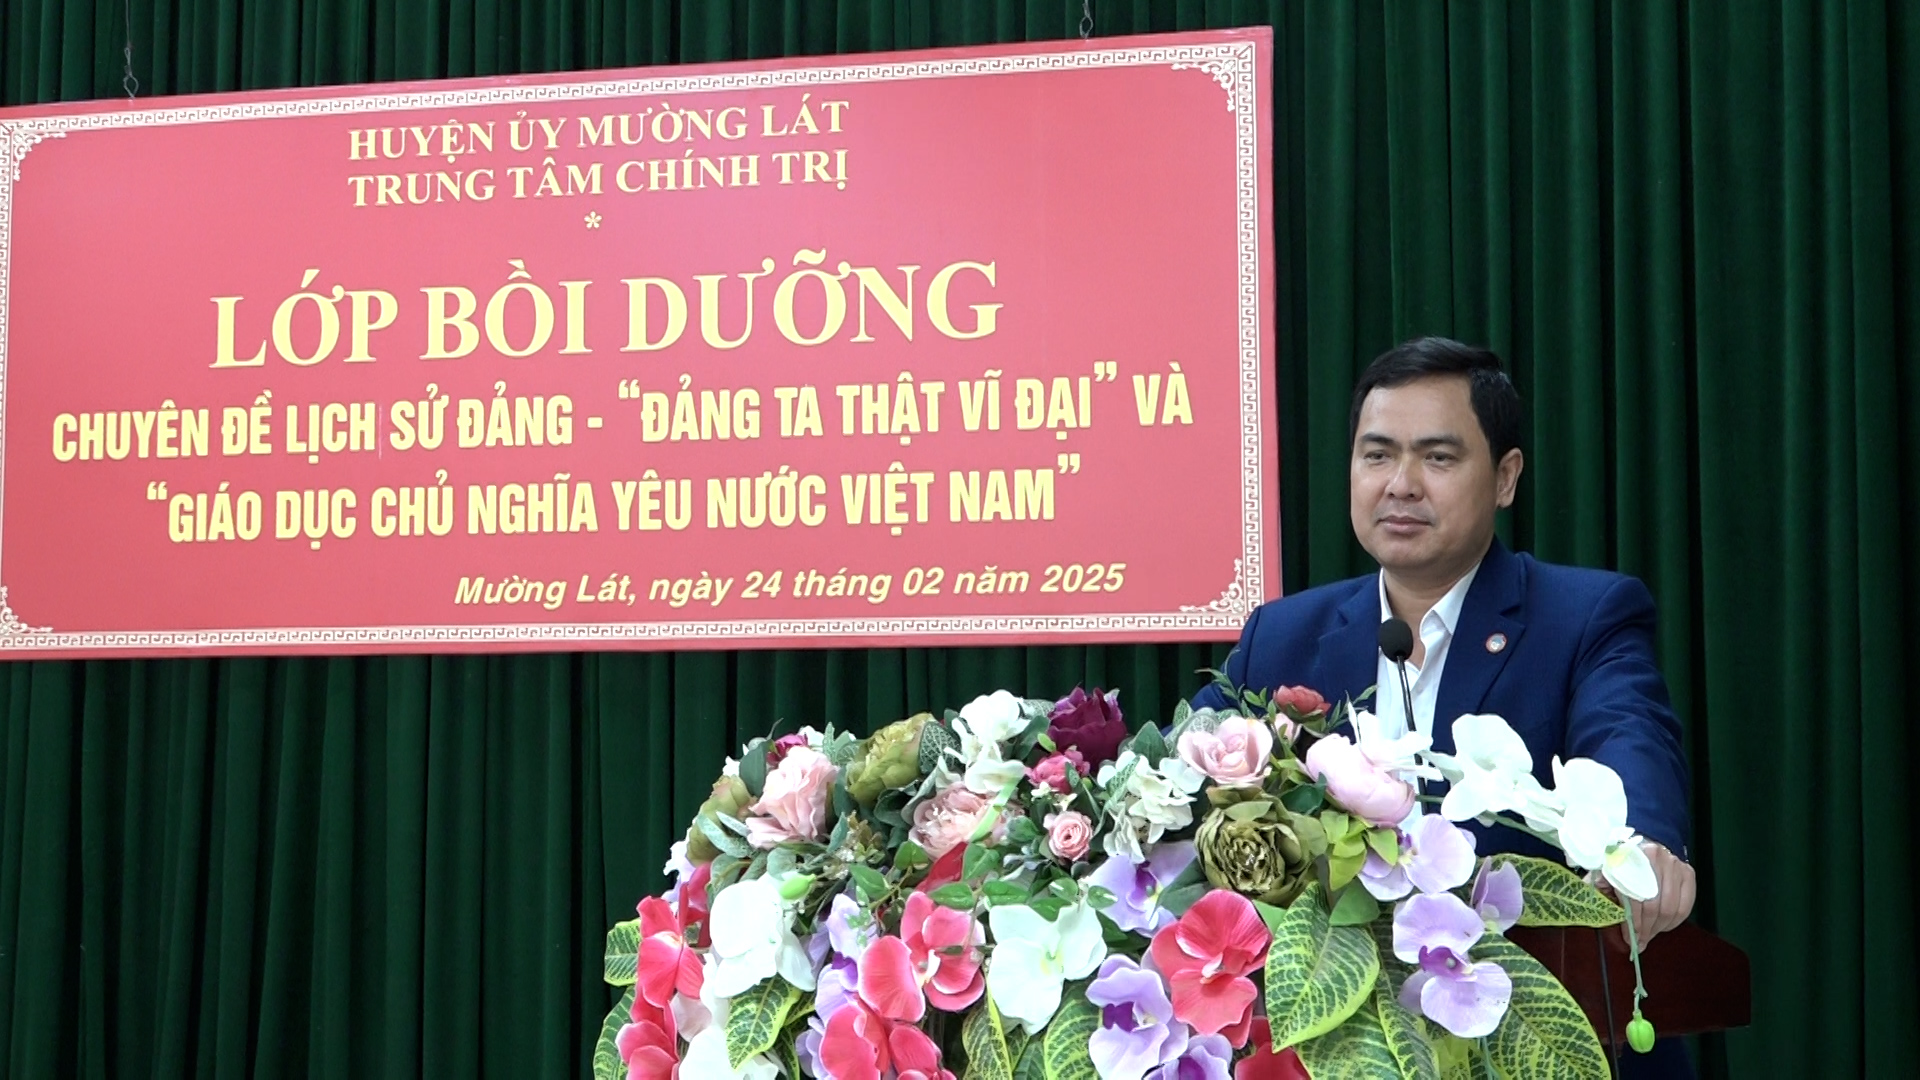 HUYỆN ỦY MƯỜNG LÁT
TRUNG TÂM CHÍNH TRỊ
*
LỚP BỒI DƯỠNG
CHUYÊN ĐỀ LỊCH SỬ ĐẢNG - “ĐẢNG TA THẬT VĨ ĐẠI” VÀ
“GIÁO DỤC CHỦ NGHĨA YÊU NƯỚC VIỆT NAM”
Mường Lát, ngày 24 tháng 02 năm 2025